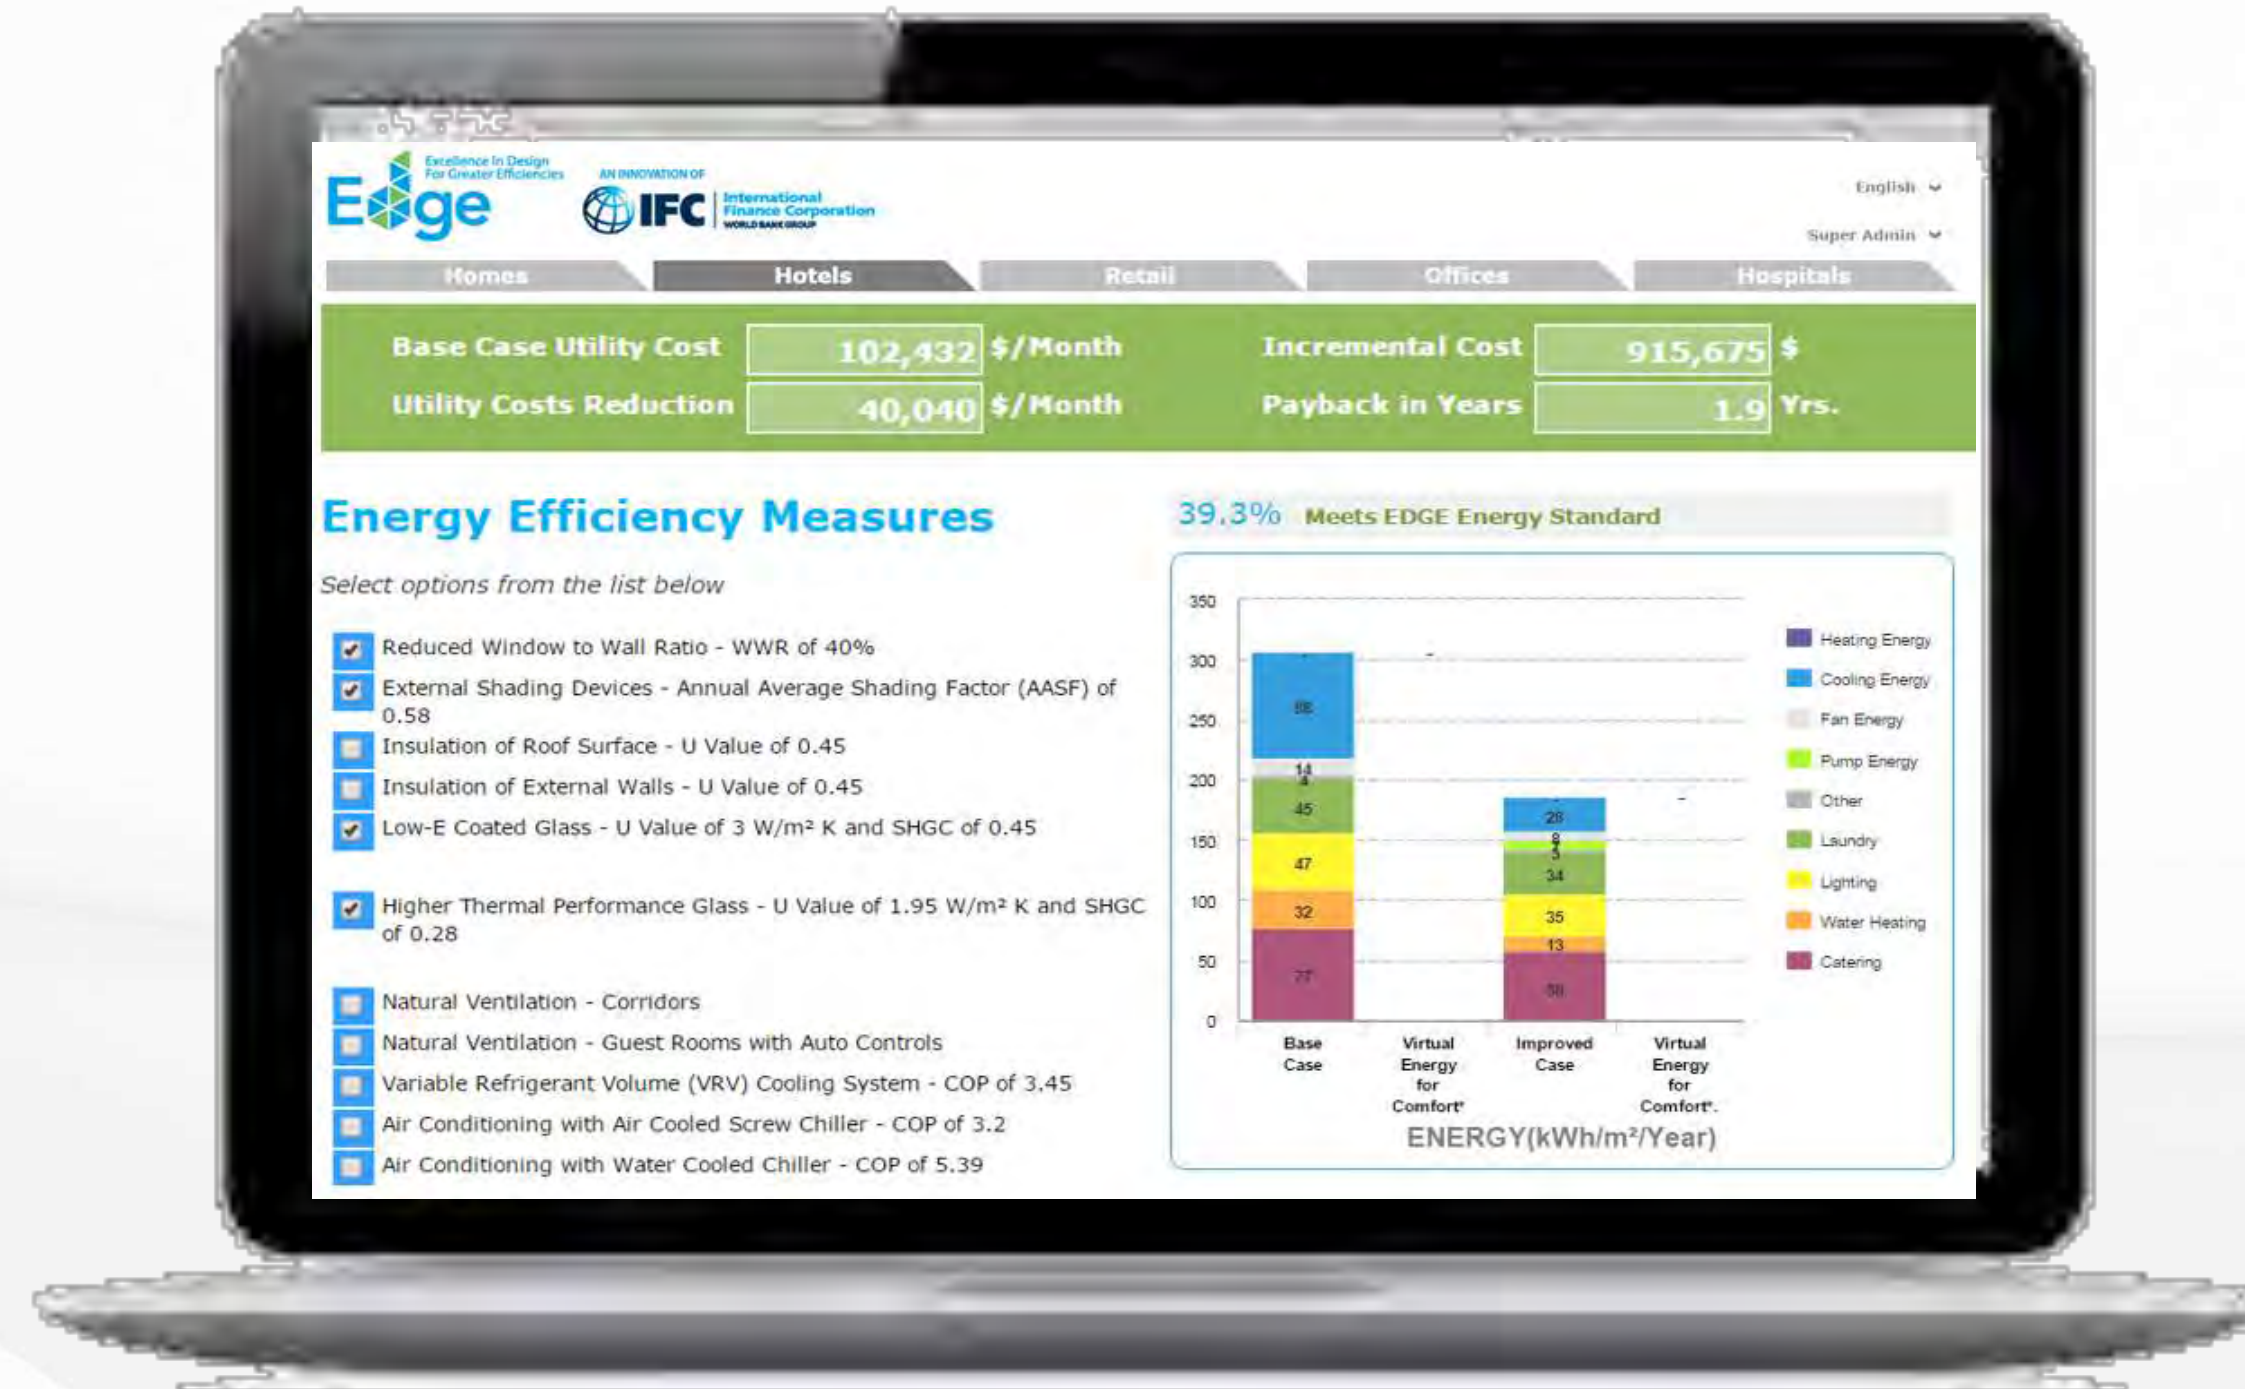 Edge
Excellence In Design
For Greater Efficiencies
AN INNOVATION OF
IFC
International
Finance Corporation
WORLD BANK GROUP
English
Super Admin
Homes
Hotels
Retail
Offices
Hospitals
Base Case Utility Cost 102,432 $/Month
Incremental Cost 915,675 $
Utility Costs Reduction 40,040 $/Month
Payback in Years 1.9 Yrs.
Energy Efficiency Measures
Select options from the list below
Reduced Window to Wall Ratio - WWR of 40%
External Shading Devices - Annual Average Shading Factor (AASF) of
0.58
Insulation of Roof Surface - U Value of 0.45
Insulation of External Walls - U Value of 0.45
Low-E Coated Glass - U Value of 3 W/m² K and SHGC of 0.45
Higher Thermal Performance Glass - U Value of 1.95 W/m² K and SHGC
of 0.28
Natural Ventilation - Corridors
Natural Ventilation - Guest Rooms with Auto Controls
Variable Refrigerant Volume (VRV) Cooling System - COP of 3.45
Air Conditioning with Air Cooled Screw Chiller - COP of 3.2
Air Conditioning with Water Cooled Chiller - COP of 5.39
39.3% Meets EDGE Energy Standard
350
300
250
200
150
100
50
0
88
14
4
45
47
32
77
28
8
5
34
35
13
58
Base
Case
Virtual
Energy
for
Comfort*
Improved
Case
Virtual
Energy
for
Comfort*.
ENERGY(kWh/m²/Year)
Heating Energy
Cooling Energy
Fan Energy
Pump Energy
Other
Laundry
Lighting
Water Heating
Catering